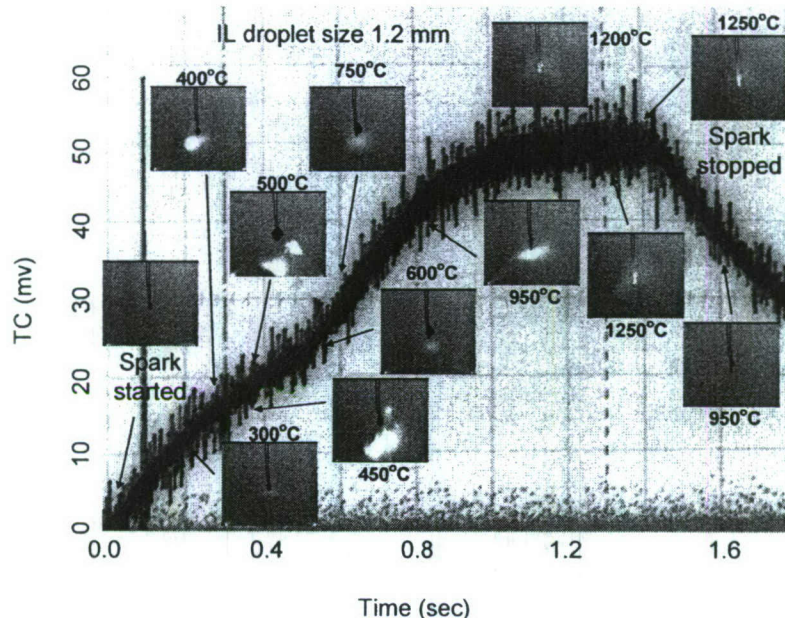 IL droplet size 1.2 mm
1200°C
1250°C
60
400°C
750°C
50
Spark
stopped
500°C
40
TC (mv)
600°C
30
950°C
1250°C
Spark
started
20
950°C
300°C
450°C
10
0
0.0
0.4
0.8
1.2
1.6
Time (sec)